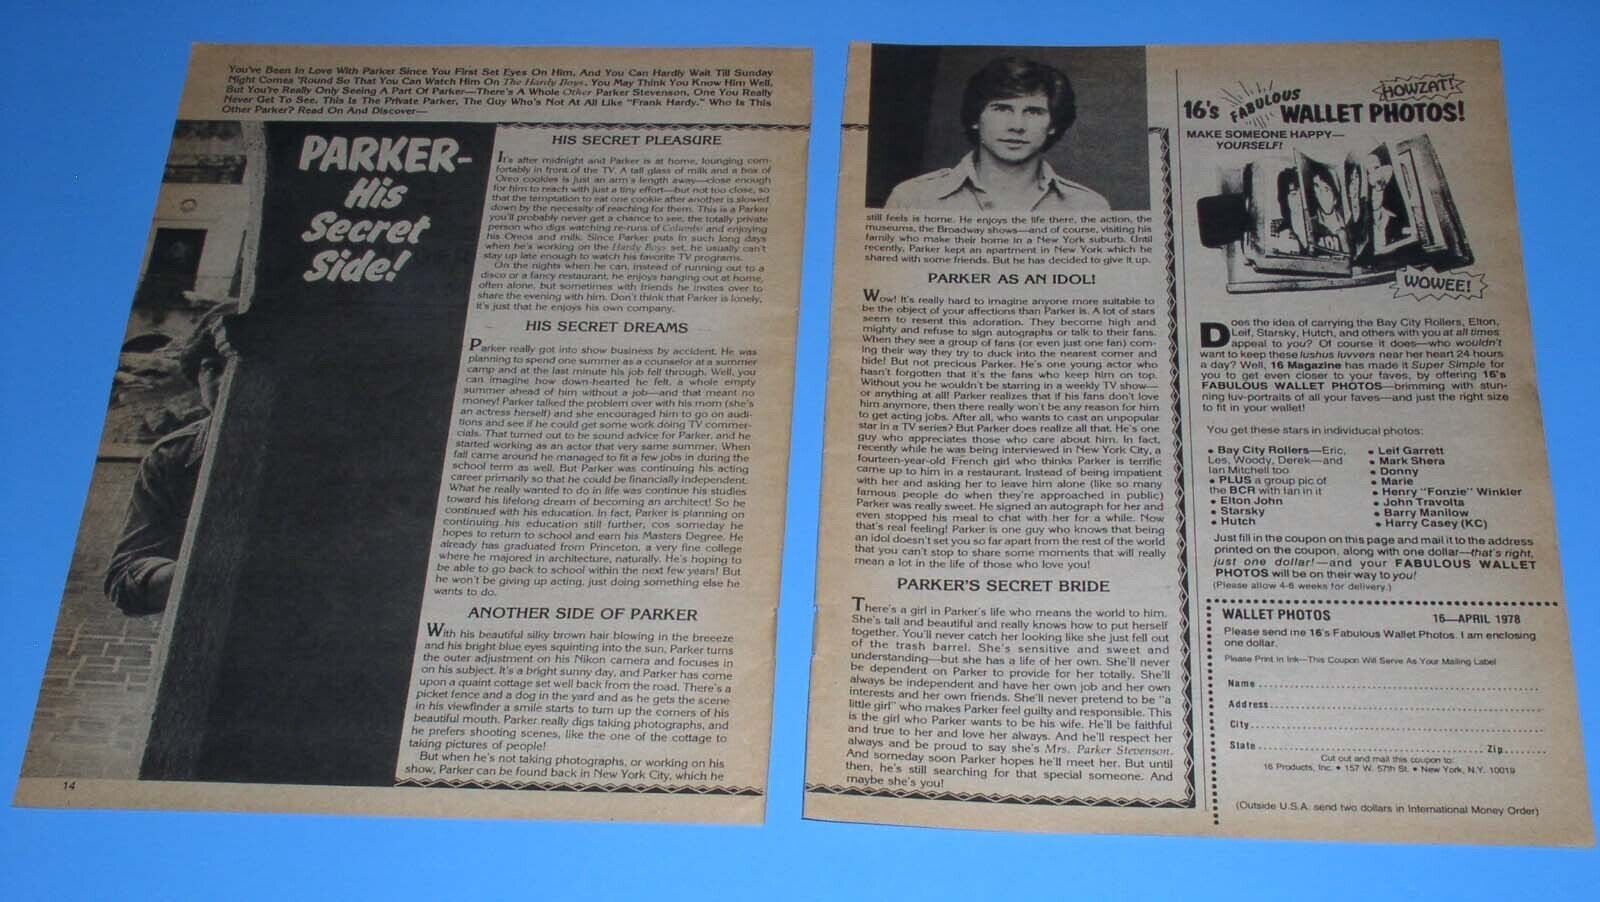 You've Been In Love With Parker Since You First Set Eyes On Him, And You Can Hardly Wait Till Sunday
Night Comes 'Round So That You Can Watch Him On The Hardy Boys. You May Think You Know Him Well,
But You're Really Only Seeing A Part Of Parker—There's A Whole Other Parker Stevenson, One You Really
Never Get To See. This Is The Private Parker, The Guy Who's Not At All Like "Frank Hardy." Who Is This
Other Parker? Read On And Discover—
PARKER-
His
Secret
Side!
HIS SECRET PLEASURE
It's after midnight and Parker is at home, lounging com-
fortably in front of the TV. A tall glass of milk and a box of
Oreo cookies is just an arm's length away—close enough
for him to reach with just a tiny effort—but not too close, so
that the temptation to eat one cookie after another is slowed
down by the necessity of reaching for them. This is a Parker
you'll probably never get a chance to see, the totally private
person who digs watching re-runs of Columbo and enjoying
his Oreos and milk. Since Parker puts in such long days
when he's working on the Hardy Boys set, he usually can't
stay up late enough to watch his favorite TV programs.
On the nights when he can, instead of running out to a
disco or a fancy restaurant, he enjoys hanging out at home,
often alone, but sometimes with friends he invites over to
share the evening with him. Don't think that Parker is lonely,
it's just that he enjoys his own company.
HIS SECRET DREAMS
Parker really got into show business by accident. He was
planning to spend one summer as a counselor at a summer
camp and at the last minute his job fell through. Well, you
can imagine how down-hearted he felt, a whole empty
summer ahead of him without a job—and that meant no
money! Parker talked the problem over with his mom (she's
an actress herself) and she encouraged him to go on audi-
tions and see if he could get some work doing TV commer-
cials. That turned out to be sound advice for Parker, and he
started working as an actor that very same summer. When
fall came around he managed to fit a few jobs in during the
school term as well. But Parker was continuing his acting
career primarily so that he could be financially independent.
What he really wanted to do in life was continue his studies
toward his lifelong dream of becoming an architect! So he
continued with his education. In fact, Parker is planning on
continuing his education still further, cos someday he
hopes to return to school and earn his Masters Degree. He
already has graduated from Princeton, a very fine college
where he majored in architecture, naturally. He's hoping to
be able to go back to school within the next few years! But
he won't be giving up acting, just doing something else he
wants to do.
ANOTHER SIDE OF PARKER
With his beautiful silky brown hair blowing in the breeze
and his bright blue eyes squinting into the sun, Parker turns
the outer adjustment on his Nikon camera and focuses in
on his subject. It's a bright sunny day, and Parker has come
upon a quaint cottage set well back from the road. There's a
picket fence and a dog in the yard and as he gets the scene
in his viewfinder a smile starts to turn up the corners of his
beautiful mouth. Parker really digs taking photographs, and
he prefers shooting scenes, like the one of the cottage to
taking pictures of people!
But when he's not taking photographs, or working on his
show, Parker can be found back in New York City, which he
14
still feels is home. He enjoys the life there, the action, the
museums, the Broadway shows—and of course, visiting his
family who make their home in a New York suburb. Until
recently, Parker kept an apartment in New York which he
shared with some friends. But he has decided to give it up.
PARKER AS AN IDOL!
Wow! It's really hard to imagine anyone more suitable to
be the object of your affections than Parker is. A lot of stars
seem to resent this adoration. They become high and
mighty and refuse to sign autographs or talk to their fans.
When they see a group of fans (or even just one fan) com-
ing their way they try to duck into the nearest corner and
hide! But not precious Parker. He's one young actor who
hasn't forgotten that it's the fans who keep him on top.
Without you he wouldn't be starring in a weekly TV show—
or anything at all! Parker realizes that if his fans don't love
him anymore, then there really won't be any reason for him
to get acting jobs. After all, who wants to cast an unpopular
star in a TV series? But Parker does realize all that. He's one
guy who appreciates those who care about him. In fact,
recently while he was being interviewed in New York City, a
fourteen-year-old French girl who thinks Parker is terrific
came up to him in a restaurant. Instead of being impatient
with her and asking her to leave him alone (like so many
famous people do when they're approached in public)
Parker was really sweet. He signed an autograph for her and
even stopped his meal to chat with her for a while. Now
that's real feeling! Parker is one guy who knows that being
an idol doesn't set you so far apart from the rest of the world
that you can't stop to share some moments that will really
mean a lot in the life of those who love you!
PARKER'S SECRET BRIDE
There's a girl in Parker's life who means the world to him.
She's tall and beautiful and really knows how to put herself
together. You'll never catch her looking like she just fell out
of the trash barrel. She's sensitive and sweet and
understanding—but she has a life of her own. She'll never
be dependent on Parker to provide for her totally. She'll
always be independent and have her own job and her own
interests and her own friends. She'll never pretend to be "a
little girl" who makes Parker feel guilty and responsible. This
is the girl who Parker wants to be his wife. He'll be faithful
and true to her and love her always. And he'll respect her
always and be proud to say she's Mrs. Parker Stevenson.
And someday soon Parker hopes he'll meet her. But until
then, he's still searching for that special someone. And
maybe she's you!
HOWZAT!
16's FABULOUS WALLET PHOTOS!
MAKE SOMEONE HAPPY—
YOURSELF!
WOWEE!
Does the idea of carrying the Bay City Rollers, Elton,
Leif, Starsky, Hutch, and others with you at all times
appeal to you? Of course it does—who wouldn't
want to keep these lushus luvvers near her heart 24 hours
a day? Well, 16 Magazine has made it Super Simple for
you to get even closer to your faves, by offering 16's
FABULOUS WALLET PHOTOS—brimming with stun-
ning luv-portraits of all your faves—and just the right size
to fit in your wallet!
You get these stars in individucal photos:
• Bay City Rollers—Eric,
Les, Woody, Derek—and
Ian Mitchell too
• PLUS a group pic of
the BCR with Ian in it
• Elton John
• Starsky
• Hutch
• Leif Garrett
• Mark Shera
• Donny
• Marie
• Henry "Fonzie" Winkler
• John Travolta
• Barry Manilow
• Harry Casey (KC)
Just fill in the coupon on this page and mail it to the address
printed on the coupon, along with one dollar—that's right,
just one dollar!—and your FABULOUS WALLET
PHOTOS will be on their way to you!
(Please allow 4-6 weeks for delivery.)
WALLET PHOTOS 16—APRIL 1978
Please send me 16's Fabulous Wallet Photos. I am enclosing
one dollar.
Please Print In Ink—This Coupon Will Serve As Your Mailing Label
Name
Address
City
State Zip
Cut out and mail this coupon to:
16 Products, Inc. • 157 W. 57th St. • New York, N.Y. 10019
(Outside U.S.A. send two dollars in International Money Order)